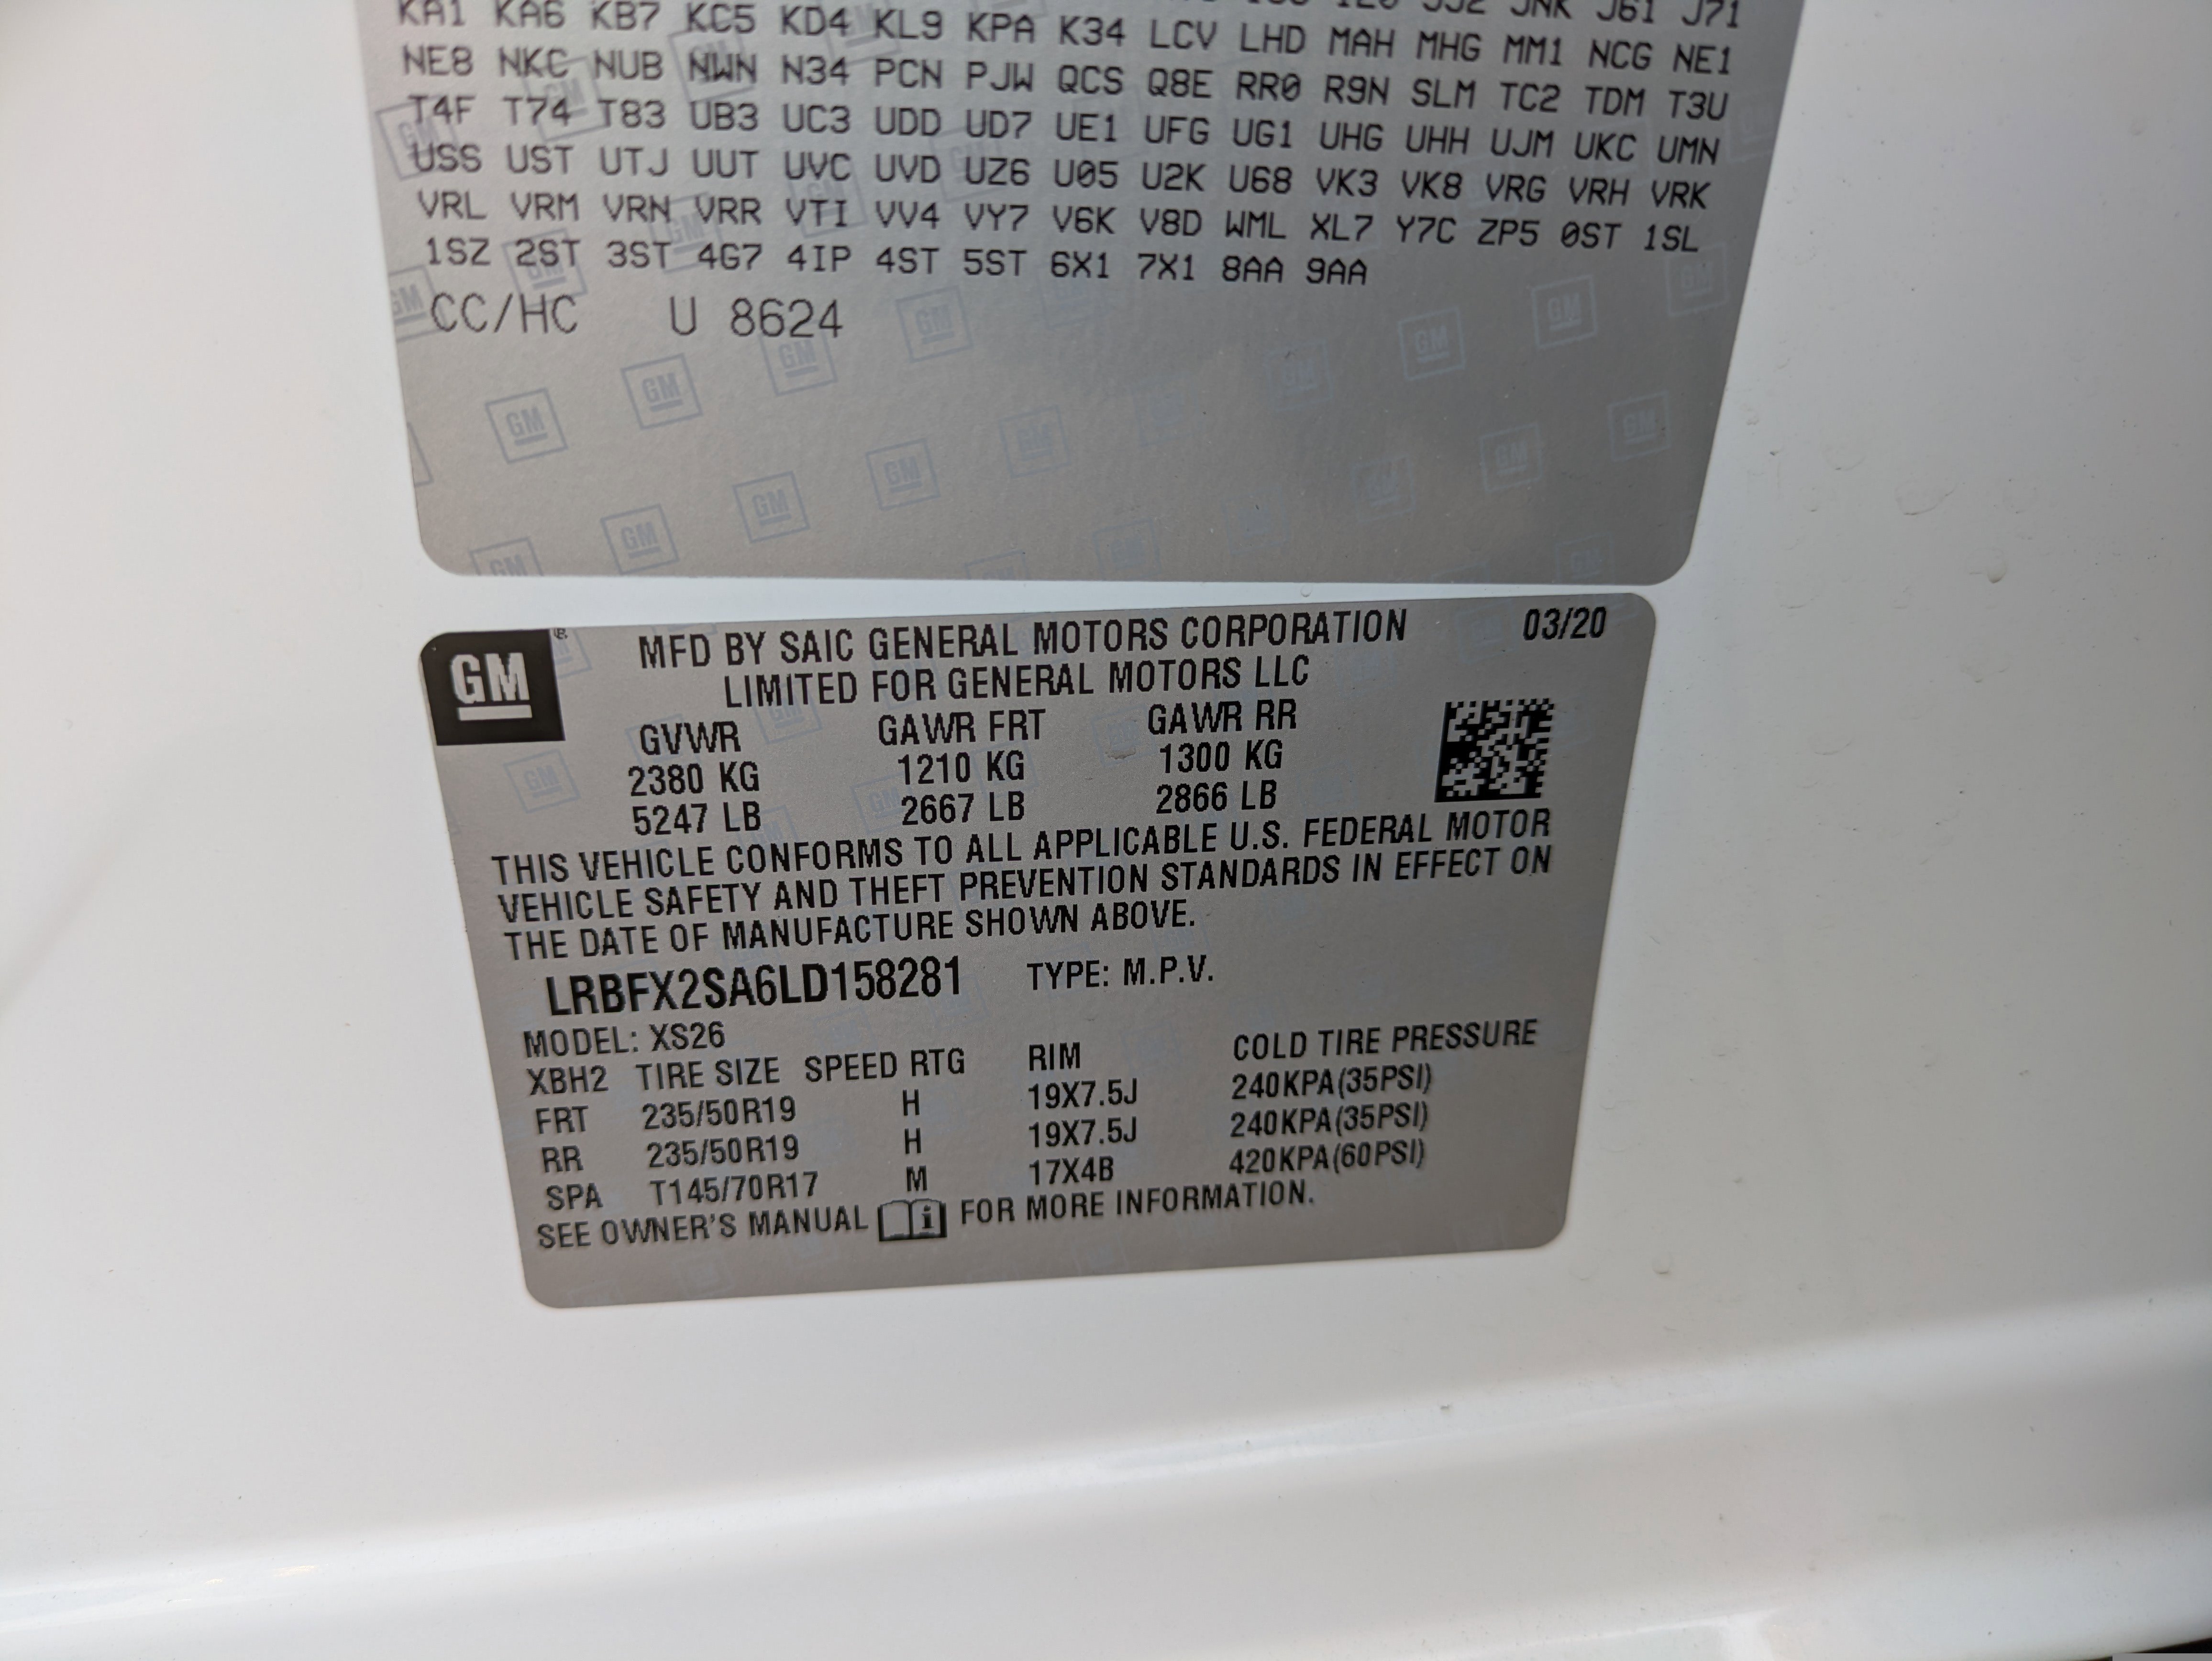 JJ2 JNK J61 J71
KA1 KA6 KB7 KC5 KD4 KL9 KPA K34 LCV LHD MAH MHG MM1 NCG NE1
NE8 NKC NUB NWN N34 PCN PJW QCS Q8E RR0 R9N SLM TC2 TDM T3U
T4F T74 T83 UB3 UC3 UDD UD7 UE1 UFG UG1 UHG UHH UJM UKC UMN
USS UST UTJ UUT UVC UVD UZ6 U05 U2K U68 VK3 VK8 VRG VRH VRK
VRL VRM VRN VRR VTI VV4 VY7 V6K V8D WML XL7 Y7C ZP5 0ST 1SL
1SZ 2ST 3ST 4G7 4IP 4ST 5ST 6X1 7X1 8AA 9AA
CC/HC U 8624
GM ® MFD BY SAIC GENERAL MOTORS CORPORATION 03/20
LIMITED FOR GENERAL MOTORS LLC
GVWR GAWR FRT GAWR RR
2380 KG 1210 KG 1300 KG
5247 LB 2667 LB 2866 LB
THIS VEHICLE CONFORMS TO ALL APPLICABLE U.S. FEDERAL MOTOR
VEHICLE SAFETY AND THEFT PREVENTION STANDARDS IN EFFECT ON
THE DATE OF MANUFACTURE SHOWN ABOVE.
LRBFX2SA6LD158281 TYPE: M.P.V.
MODEL: XS26
XBH2 TIRE SIZE SPEED RTG RIM COLD TIRE PRESSURE
FRT 235/50R19 H 19X7.5J 240KPA(35PSI)
RR 235/50R19 H 19X7.5J 240KPA(35PSI)
SPA T145/70R17 M 17X4B 420KPA(60PSI)
SEE OWNER'S MANUAL i FOR MORE INFORMATION.